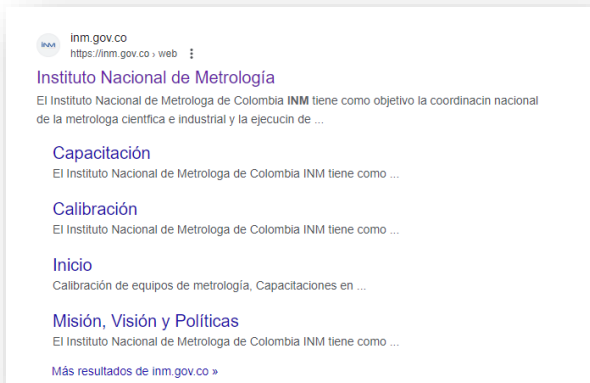 inm.gov.co
INM
https://inm.gov.co › web
Instituto Nacional de Metrología
El Instituto Nacional de Metrologa de Colombia INM tiene como objetivo la coordinacin nacional
de la metrologa cientfica e industrial y la ejecucin de ...
Capacitación
El Instituto Nacional de Metrologa de Colombia INM tiene como ...
Calibración
El Instituto Nacional de Metrologa de Colombia INM tiene como ...
Inicio
Calibración de equipos de metrología, Capacitaciones en ...
Misión, Visión y Políticas
El Instituto Nacional de Metrologa de Colombia INM tiene como ...
Más resultados de inm.gov.co »